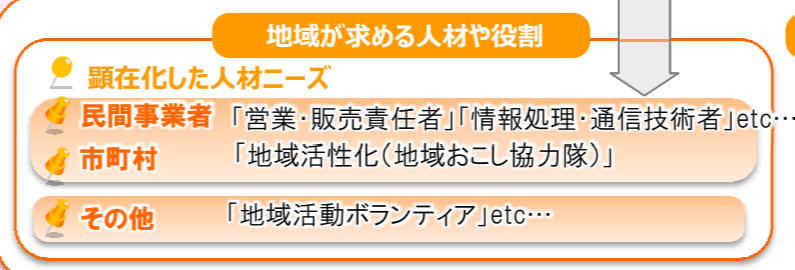 地域が求める人材や役割
顕在化した人材ニーズ
民間事業者 「営業・販売責任者」「情報処理・通信技術者」etc…
市町村 「地域活性化(地域おこし協力隊)」
その他 「地域活動ボランティア」etc…